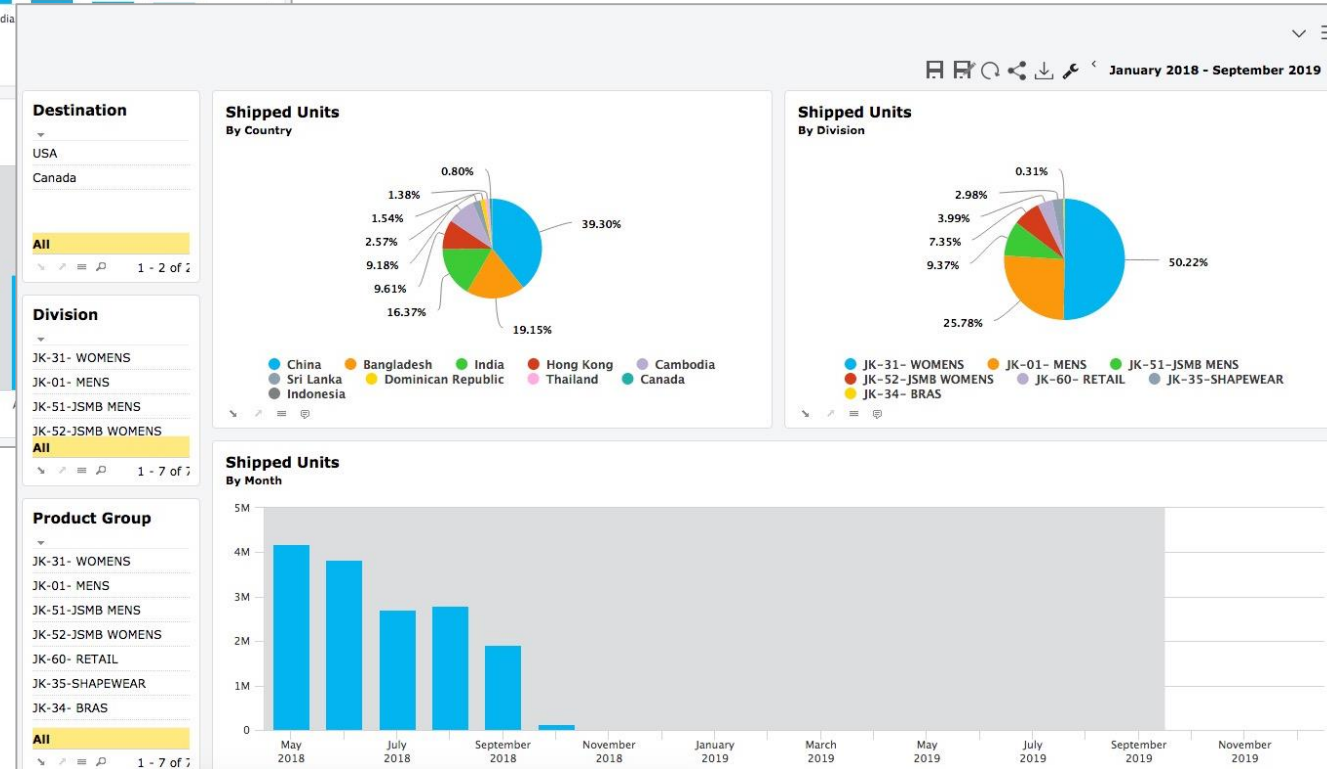 dia
January 2018 - September 2019
Destination
USA
Canada
All
1 - 2 of 2
Division
JK-31- WOMENS
JK-01- MENS
JK-51-JSMB MENS
JK-52-JSMB WOMENS
All
1 - 7 of 7
Product Group
JK-31- WOMENS
JK-01- MENS
JK-51-JSMB MENS
JK-52-JSMB WOMENS
JK-60- RETAIL
JK-35-SHAPEWEAR
JK-34- BRAS
All
1 - 7 of 7
Shipped Units
By Country
0.80%
1.38%
1.54%
2.57%
9.18%
9.61%
16.37%
39.30%
19.15%
China Bangladesh India Hong Kong Cambodia
Sri Lanka Dominican Republic Thailand Canada
Indonesia
Shipped Units
By Division
0.31%
2.98%
3.99%
7.35%
9.37%
50.22%
25.78%
JK-31- WOMENS JK-01- MENS JK-51-JSMB MENS
JK-52-JSMB WOMENS JK-60- RETAIL JK-35-SHAPEWEAR
JK-34- BRAS
Shipped Units
By Month
5M
4M
3M
2M
1M
0
May July September November January March May July September November
2018 2018 2018 2018 2019 2019 2019 2019 2019 2019